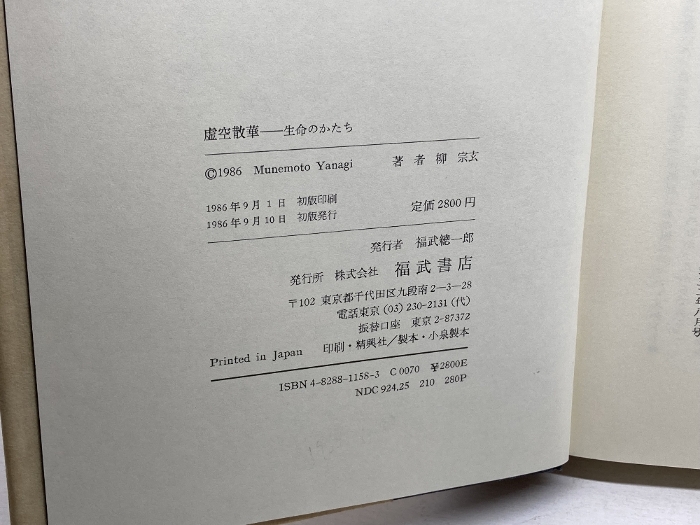 虚空散華──生命のかたち
©1986 Munemoto Yanagi 著者 柳 宗玄
1986年9月1日 初版印刷
1986年9月10日 初版発行
定価2800円
発行者 福武總一郎
発行所 株式会社 福武書店
〒102 東京都千代田区九段南2-3-28
電話東京(03)230-2131(代)
振替口座 東京2-87372
Printed in Japan 印刷・精興社/製本・小泉製本
ISBN4-8288-1158-3 C0070 ¥2800E
NDC 924.25 210 280P
年八月号